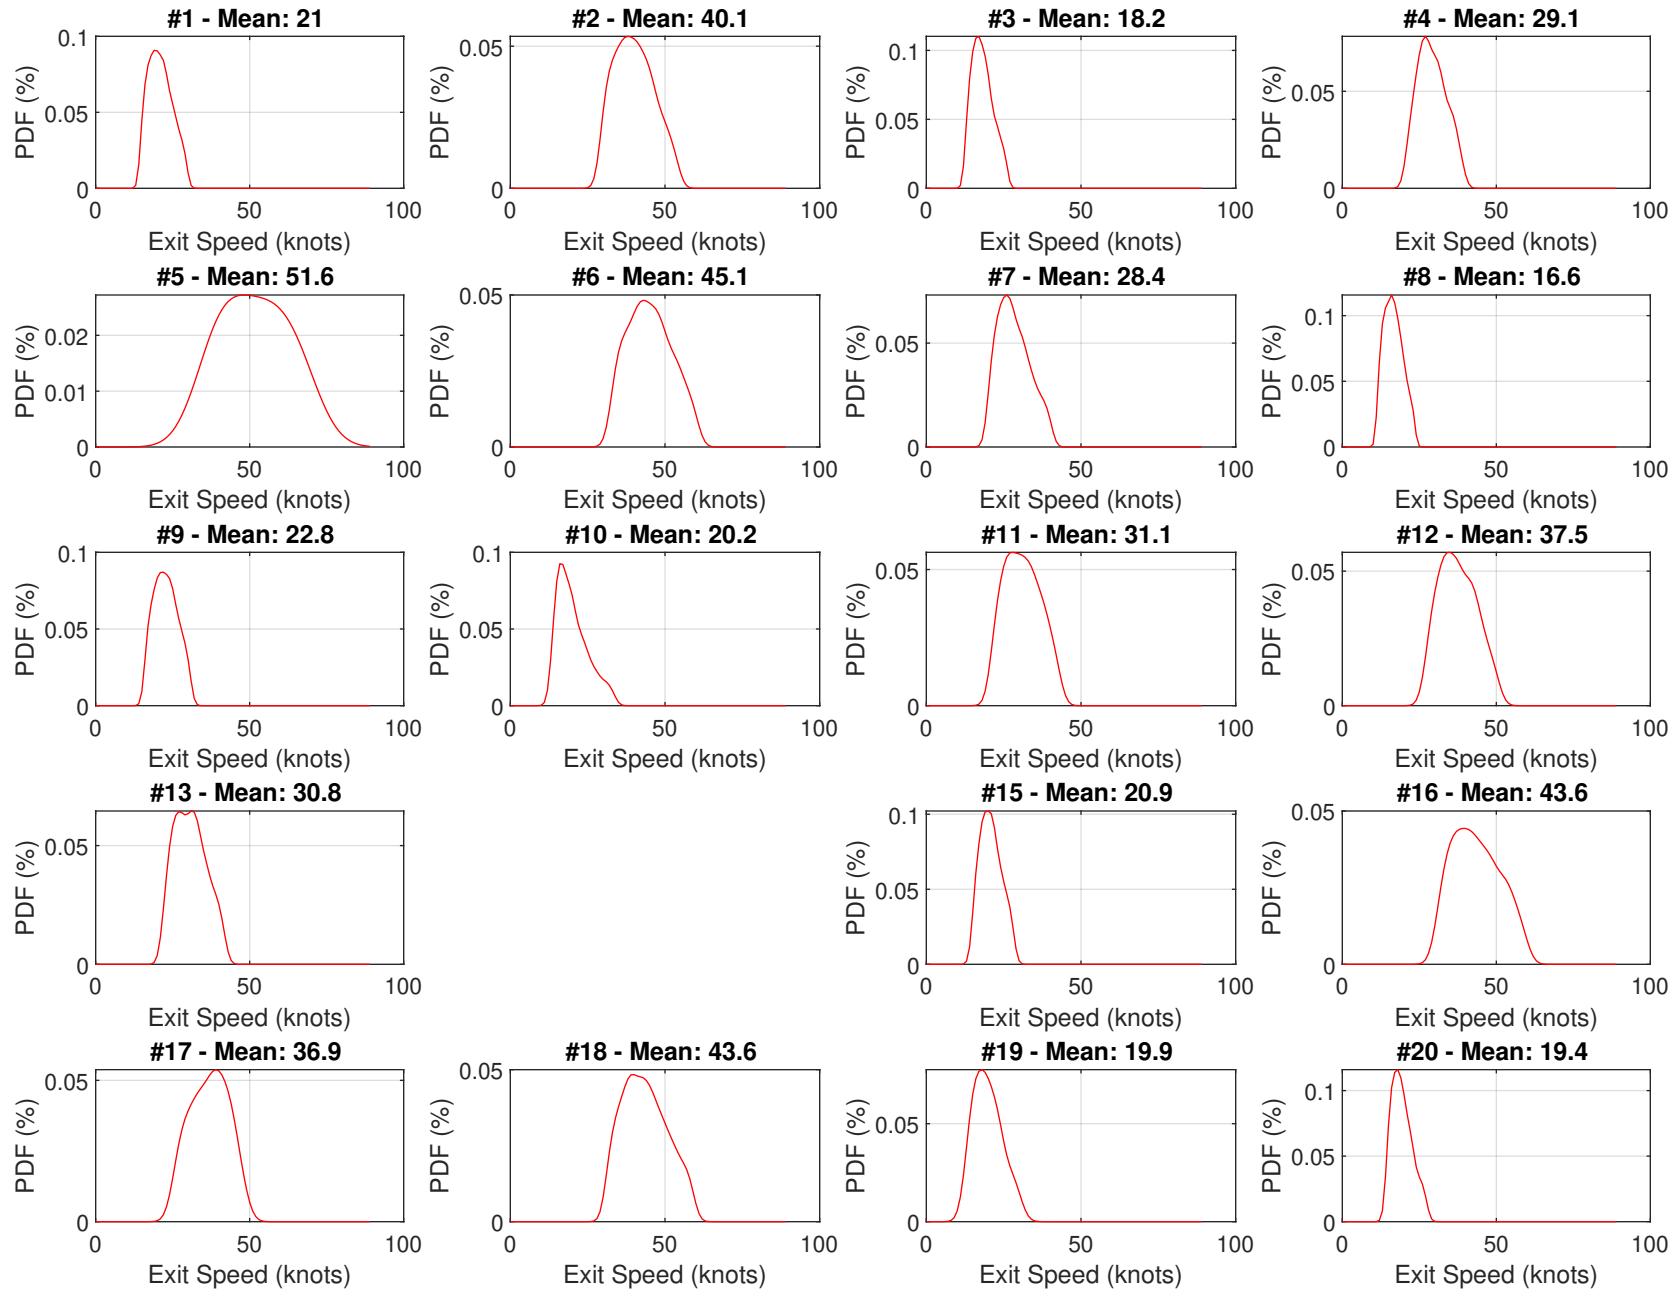 #1 - Mean: 21
PDF (%)
0.1
0.05
0
0 50 100
Exit Speed (knots)
#2 - Mean: 40.1
PDF (%)
0.05
0
0 50 100
Exit Speed (knots)
#3 - Mean: 18.2
PDF (%)
0.1
0.05
0
0 50 100
Exit Speed (knots)
#4 - Mean: 29.1
PDF (%)
0.05
0
0 50 100
Exit Speed (knots)
#5 - Mean: 51.6
PDF (%)
0.02
0.01
0
0 50 100
Exit Speed (knots)
#6 - Mean: 45.1
PDF (%)
0.05
0
0 50 100
Exit Speed (knots)
#7 - Mean: 28.4
PDF (%)
0.05
0
0 50 100
Exit Speed (knots)
#8 - Mean: 16.6
PDF (%)
0.1
0.05
0
0 50 100
Exit Speed (knots)
#9 - Mean: 22.8
PDF (%)
0.1
0.05
0
0 50 100
Exit Speed (knots)
#10 - Mean: 20.2
PDF (%)
0.1
0.05
0
0 50 100
Exit Speed (knots)
#11 - Mean: 31.1
PDF (%)
0.05
0
0 50 100
Exit Speed (knots)
#12 - Mean: 37.5
PDF (%)
0.05
0
0 50 100
Exit Speed (knots)
#13 - Mean: 30.8
PDF (%)
0.05
0
0 50 100
Exit Speed (knots)
#15 - Mean: 20.9
PDF (%)
0.1
0.05
0
0 50 100
Exit Speed (knots)
#16 - Mean: 43.6
PDF (%)
0.05
0
0 50 100
Exit Speed (knots)
#17 - Mean: 36.9
PDF (%)
0.05
0
0 50 100
Exit Speed (knots)
#18 - Mean: 43.6
PDF (%)
0.05
0
0 50 100
Exit Speed (knots)
#19 - Mean: 19.9
PDF (%)
0.05
0
0 50 100
Exit Speed (knots)
#20 - Mean: 19.4
PDF (%)
0.1
0.05
0
0 50 100
Exit Speed (knots)